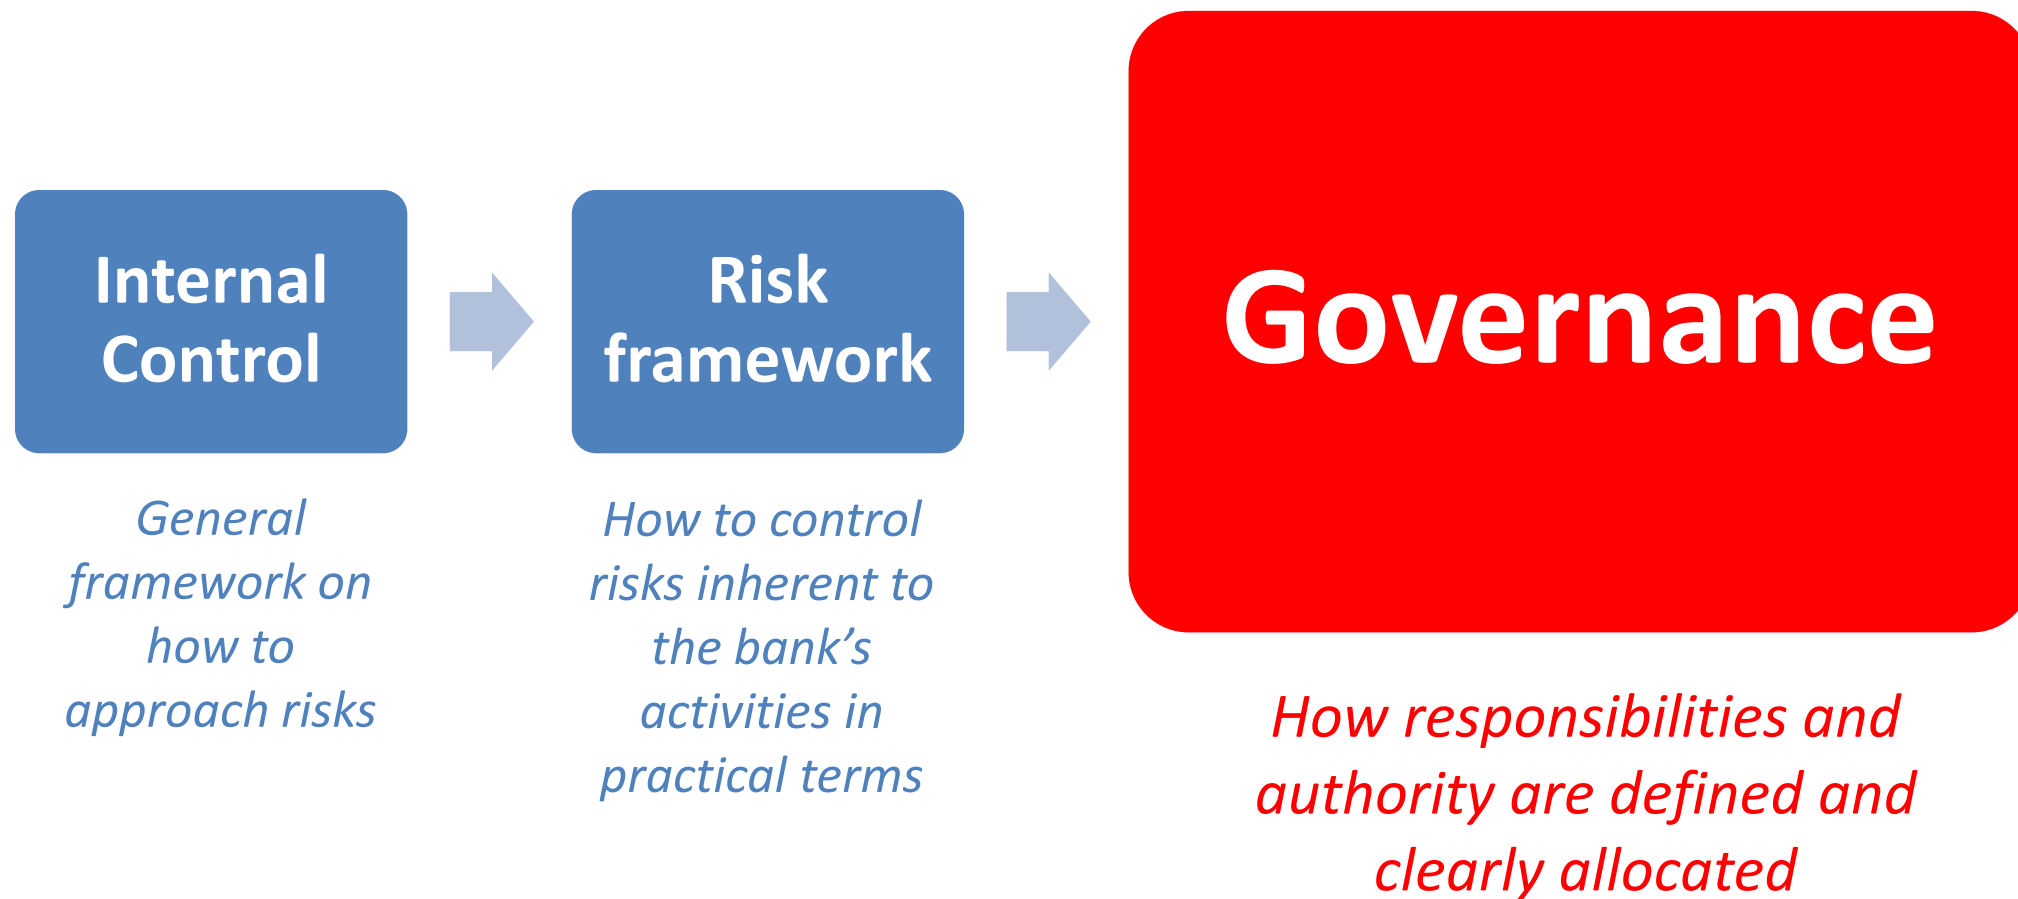 Internal
Control
Risk
framework
Governance
General
framework on
how to
approach risks
How to control
risks inherent to
the bank’s
activities in
practical terms
How responsibilities and
authority are defined and
clearly allocated